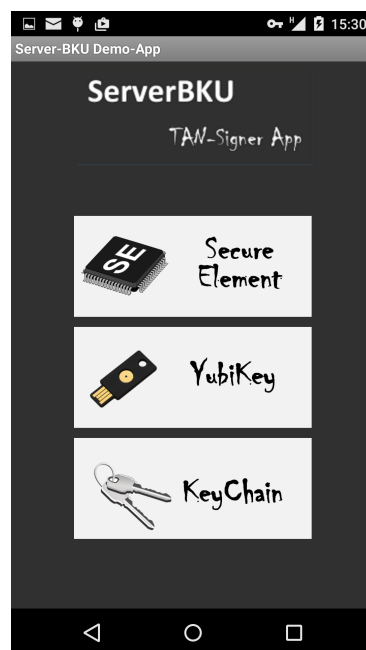 H
15:30
Server-BKU Demo-App
ServerBKU
TAN-Signer App
SE
Secure
Element
YubiKey
KeyChain